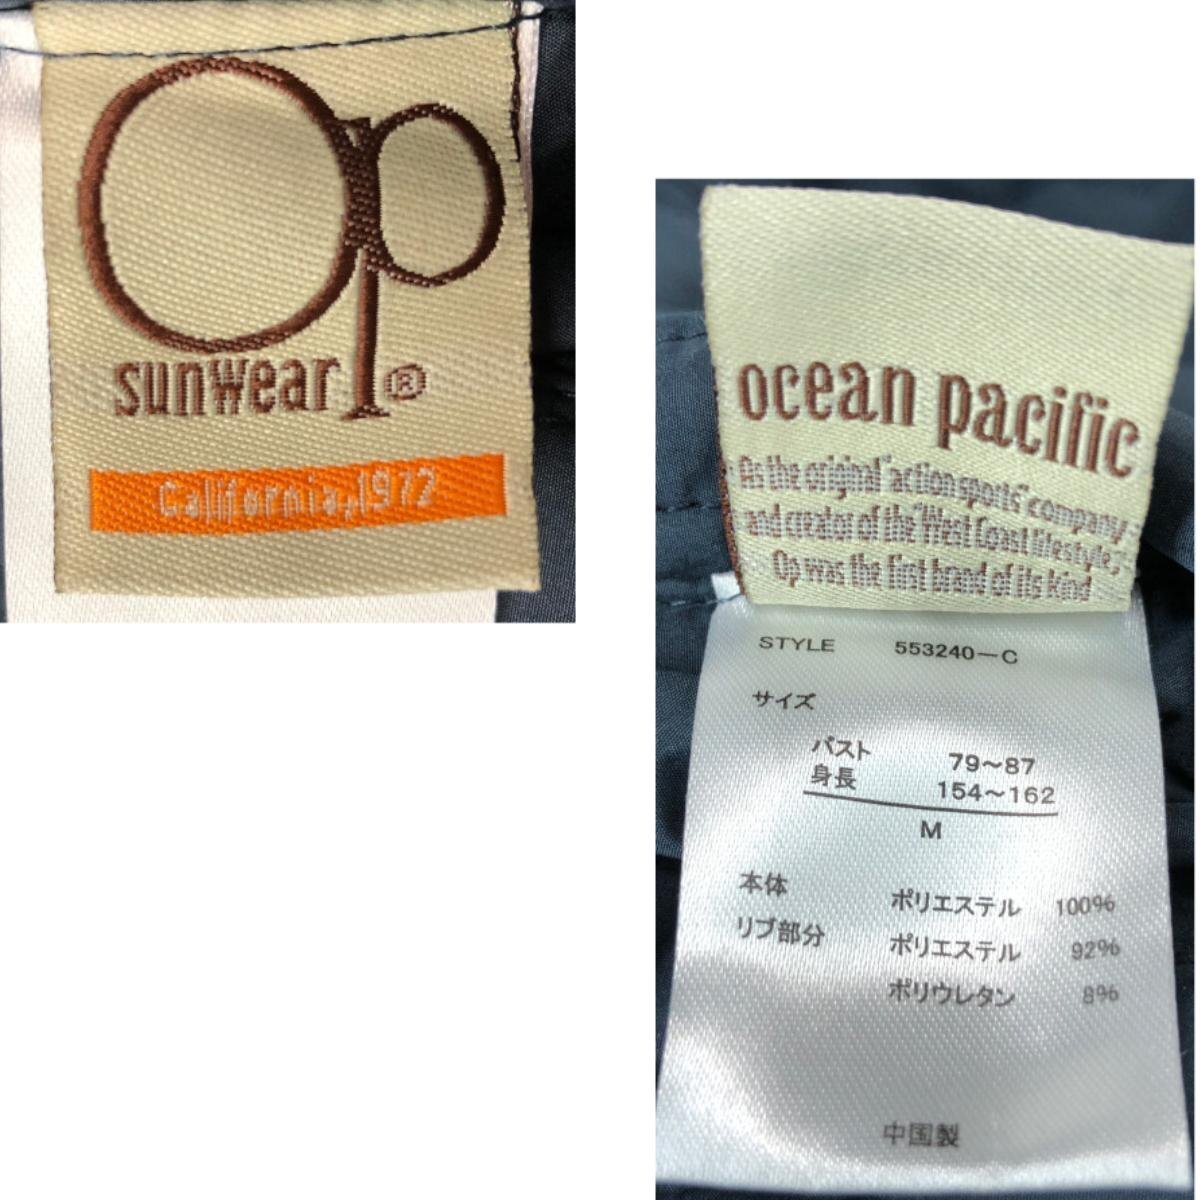 Op
sunwear ®
California, 1972
ocean pacific
As the original "action sports" company
and creator of the "West Coast lifestyle,"
Op was the first brand of its kind
STYLE 553240-C
サイズ
バスト 79～87
身長 154～162
M
本体 ポリエステル 100%
リブ部分 ポリエステル 92%
ポリウレタン 8%
中国製